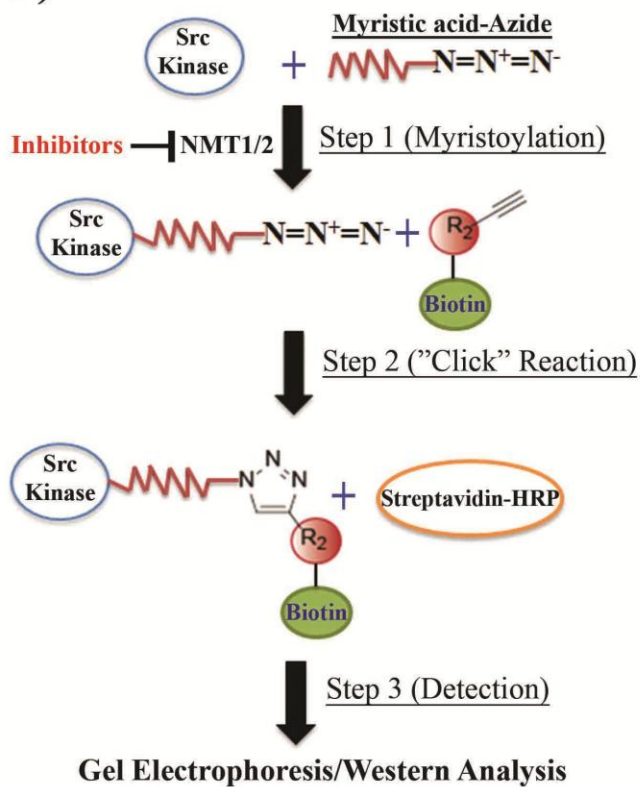 Src
Kinase
+
Myristic acid-Azide
N=N⁺=N⁻
Inhibitors
NMT1/2
Step 1 (Myristoylation)
Src
Kinase
N=N⁺=N⁻
+
R₂
Biotin
Step 2 (”Click” Reaction)
Src
Kinase
N
N
N
+
Streptavidin-HRP
R₂
Biotin
Step 3 (Detection)
Gel Electrophoresis/Western Analysis